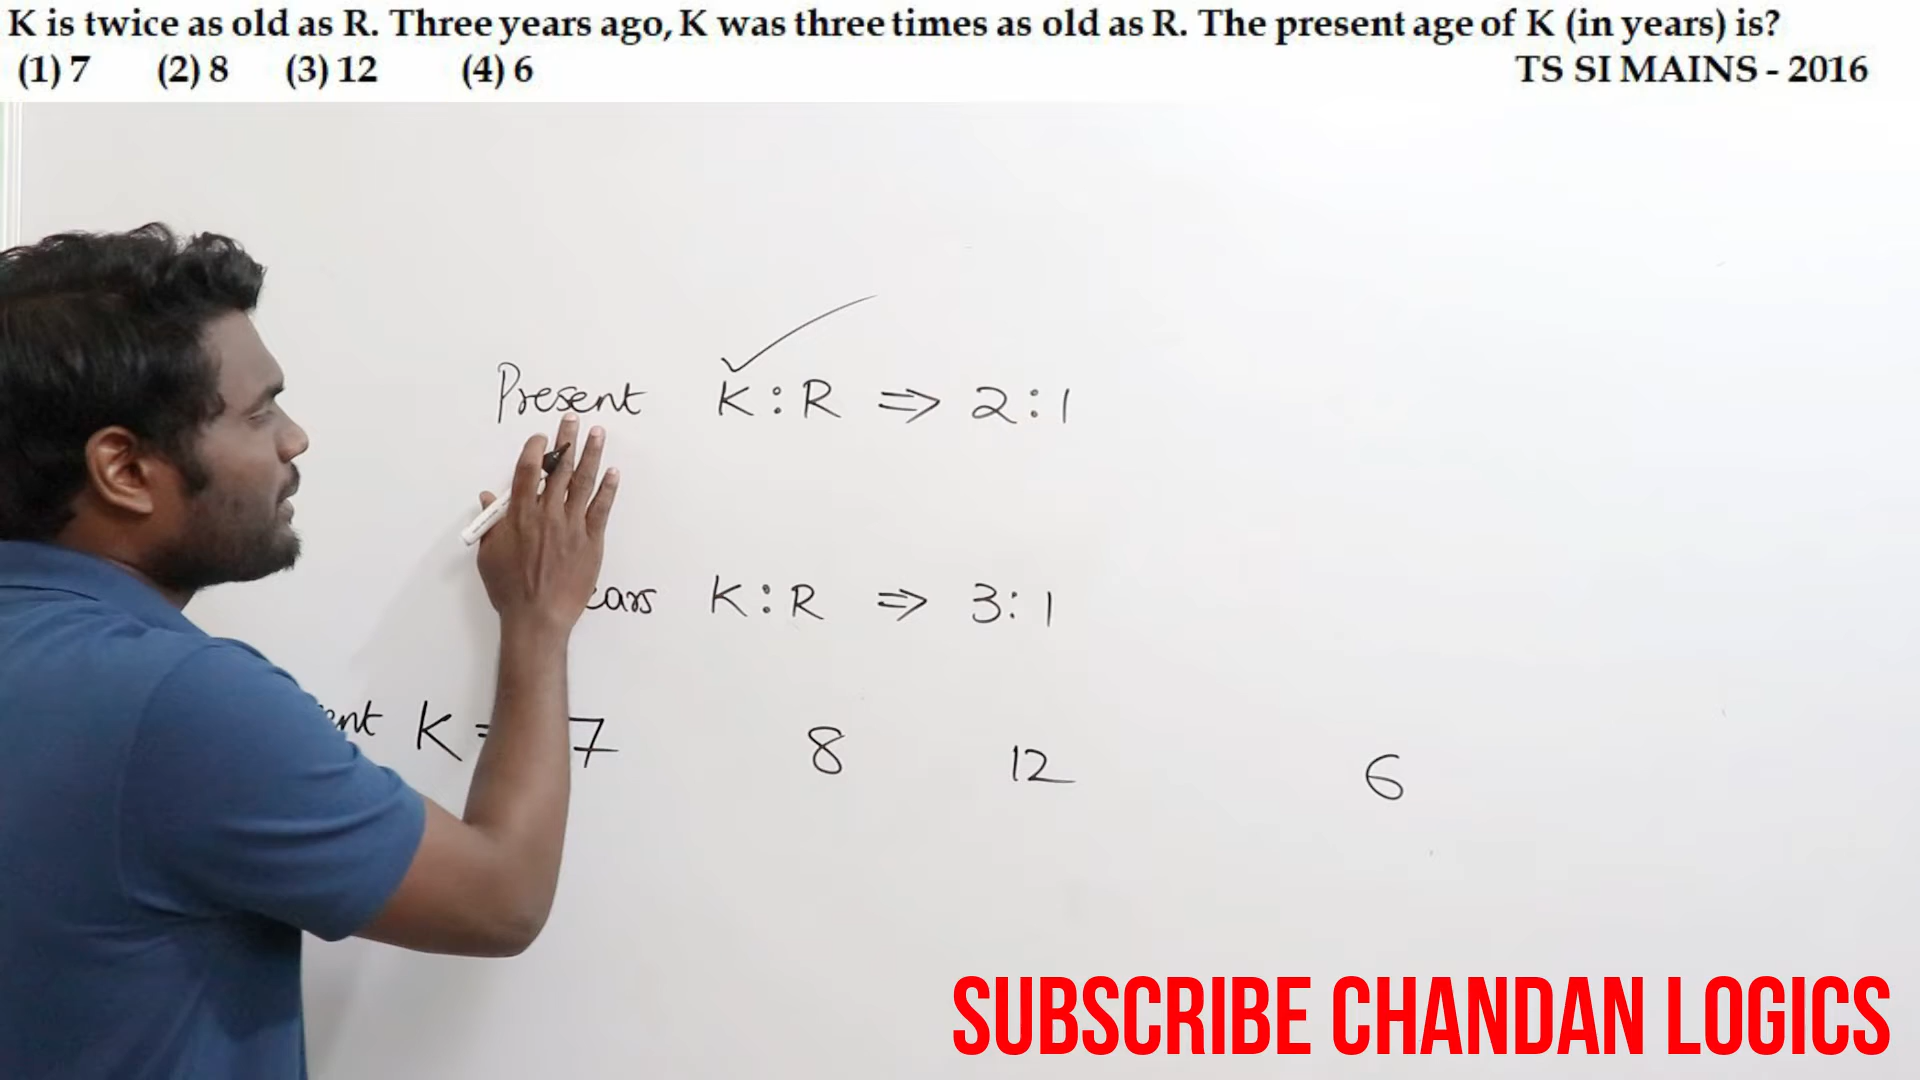 K is twice as old as R. Three years ago, K was three times as old as R. The present age of K (in years) is?
(1) 7 (2) 8 (3) 12 (4) 6 TS SI MAINS - 2016
Present K : R ⇒ 2 : 1
K : R ⇒ 3 : 1
K = 7 8 12 6
SUBSCRIBE CHANDAN LOGICS